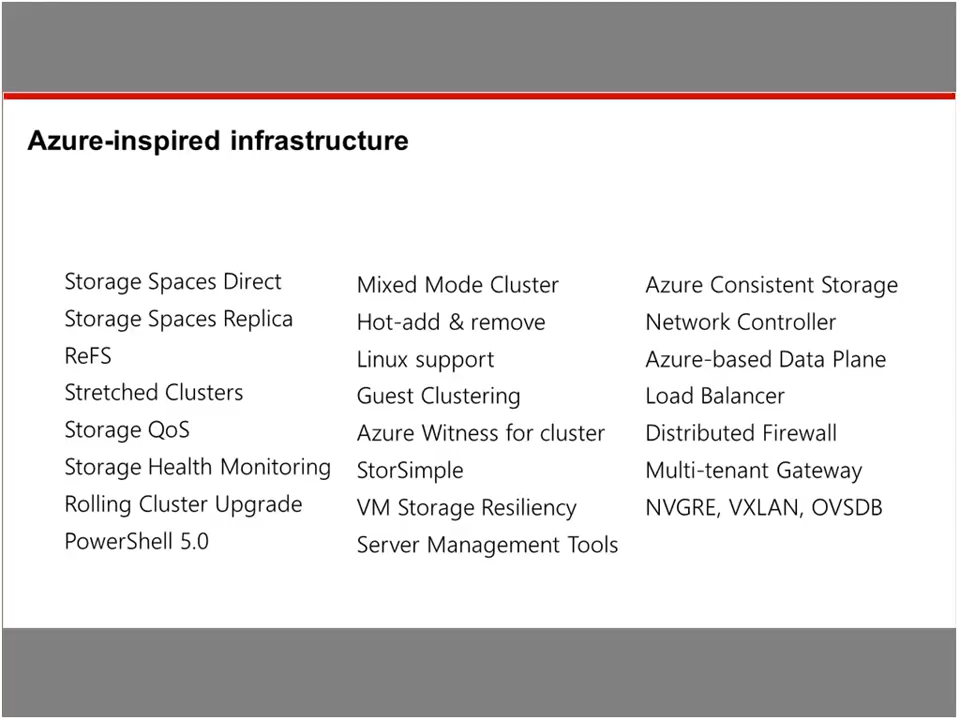 Azure-inspired infrastructure
Storage Spaces Direct
Storage Spaces Replica
ReFS
Stretched Clusters
Storage QoS
Storage Health Monitoring
Rolling Cluster Upgrade
PowerShell 5.0
Mixed Mode Cluster
Hot-add & remove
Linux support
Guest Clustering
Azure Witness for cluster
StorSimple
VM Storage Resiliency
Server Management Tools
Azure Consistent Storage
Network Controller
Azure-based Data Plane
Load Balancer
Distributed Firewall
Multi-tenant Gateway
NVGRE, VXLAN, OVSDB